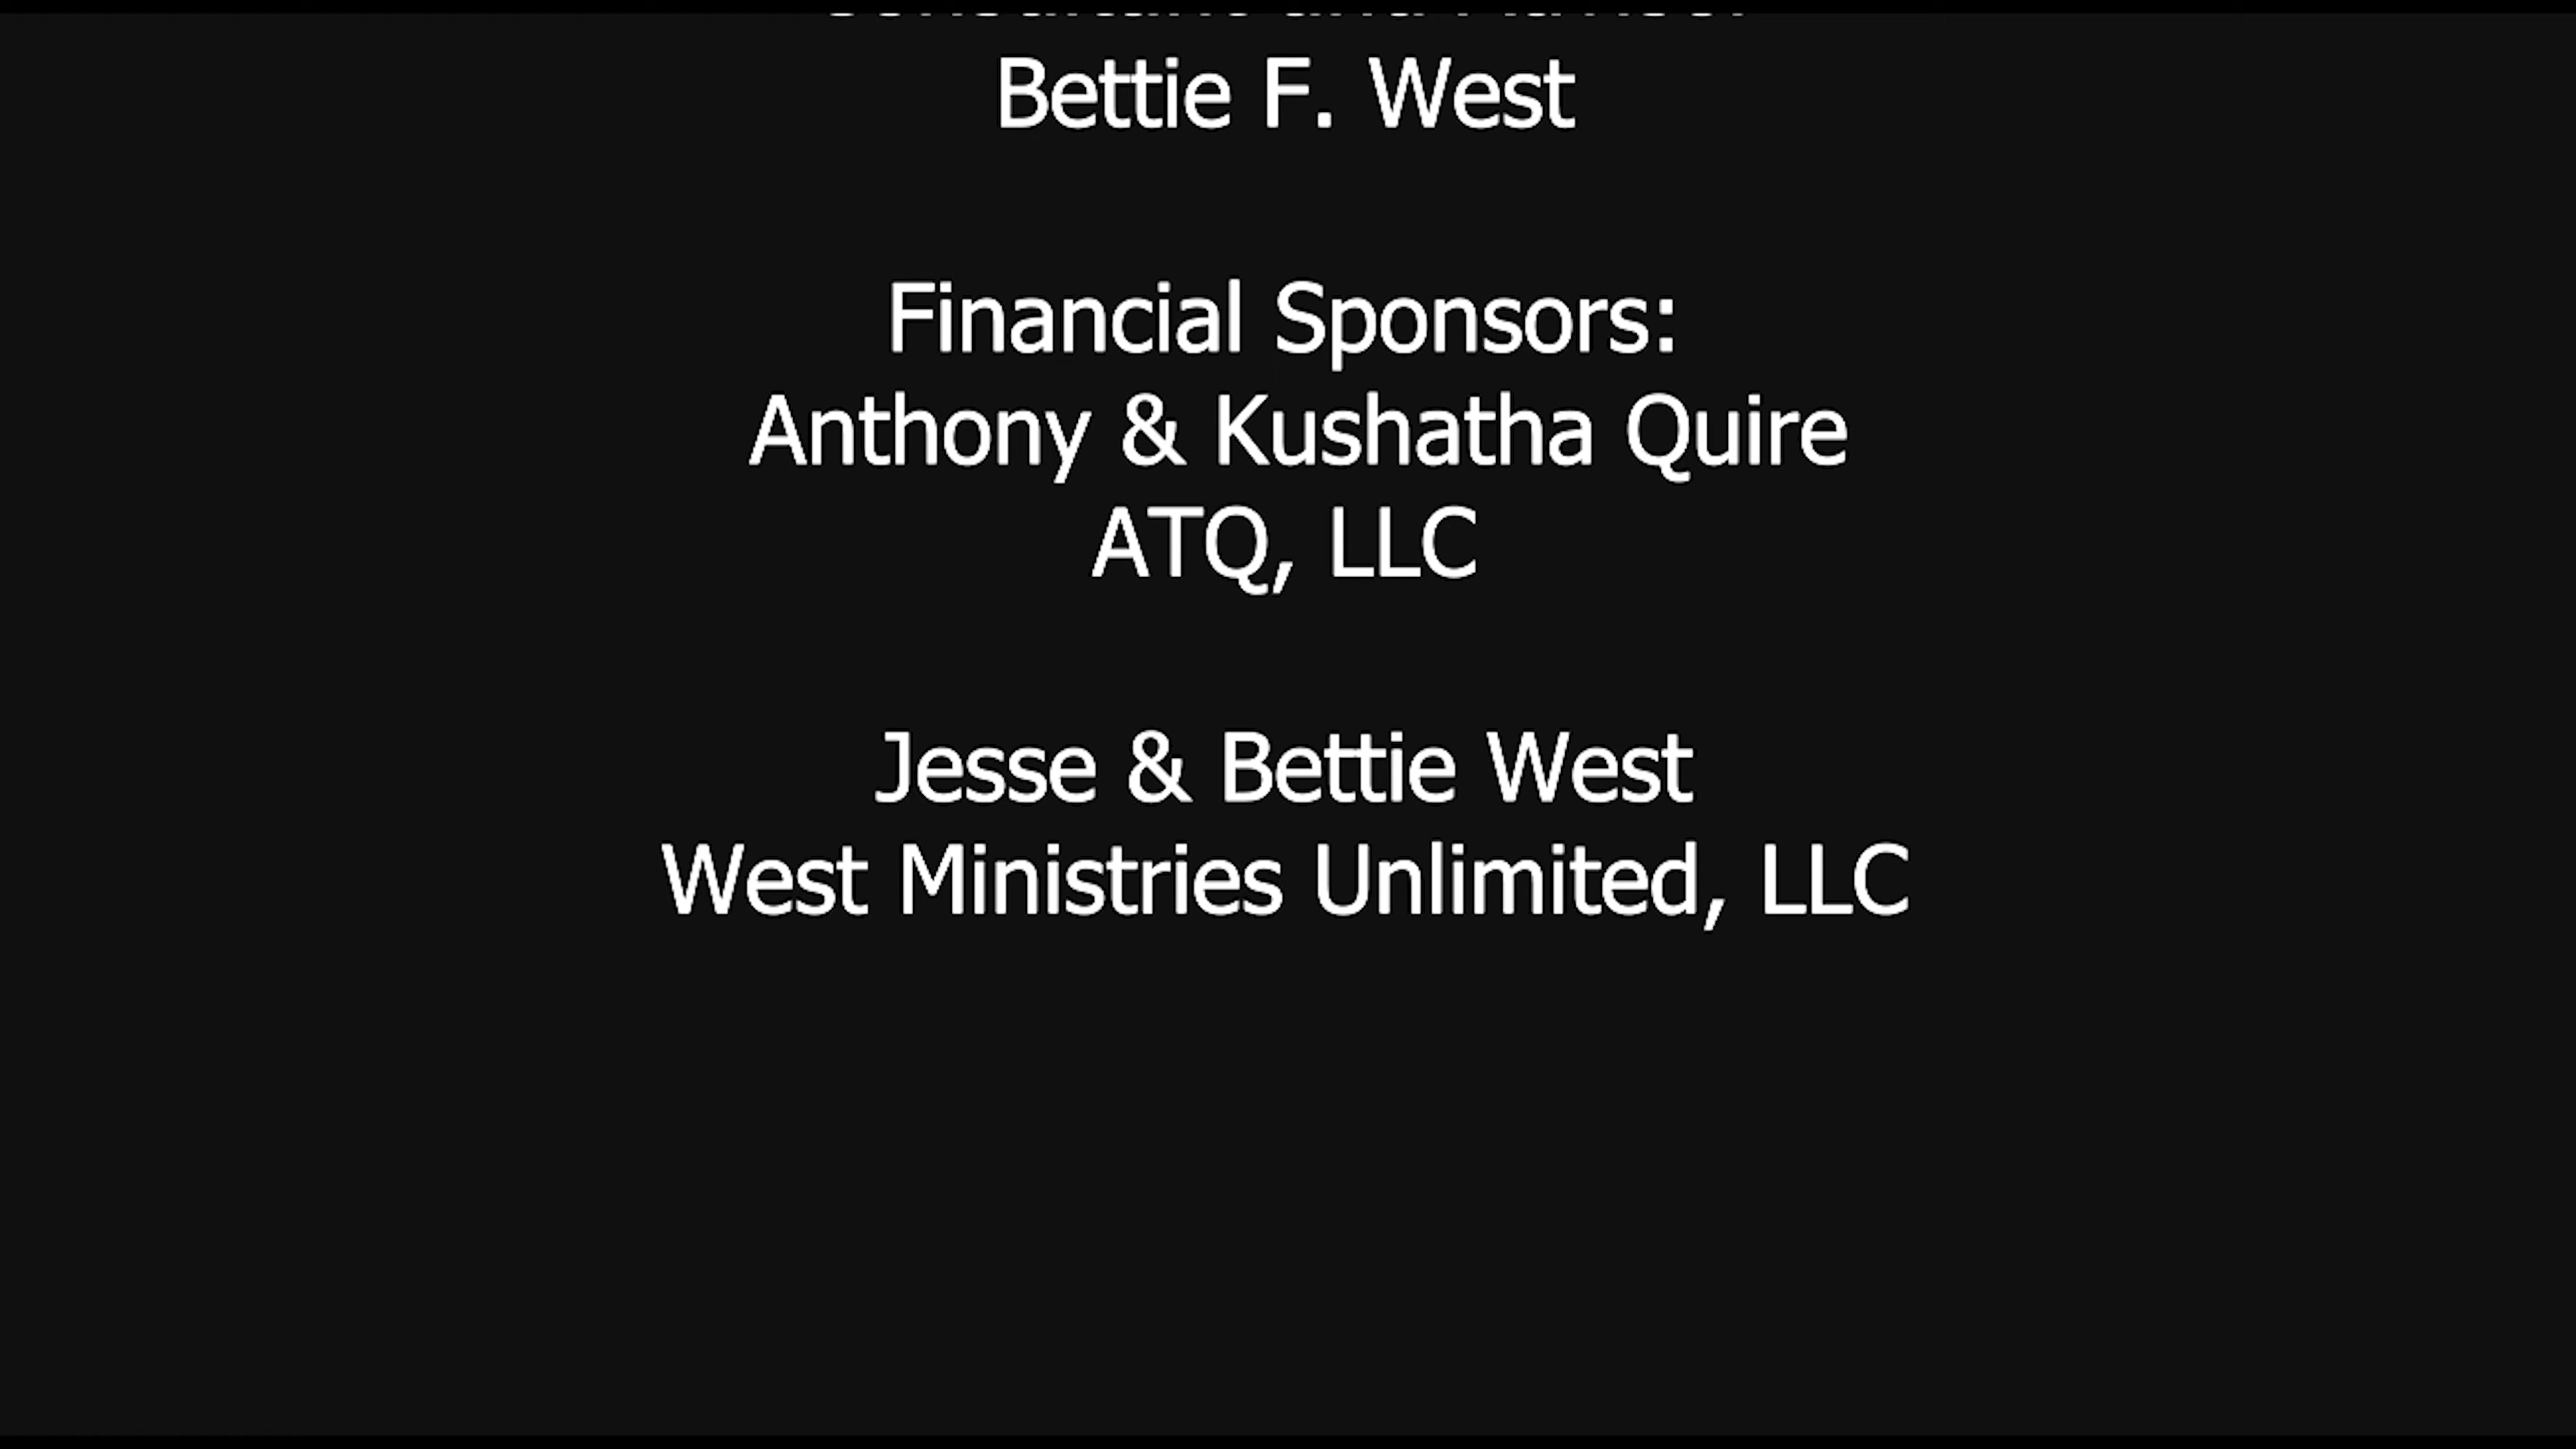 Bettie F. West
Financial Sponsors:
Anthony & Kushatha Quire
ATQ, LLC
Jesse & Bettie West
West Ministries Unlimited, LLC